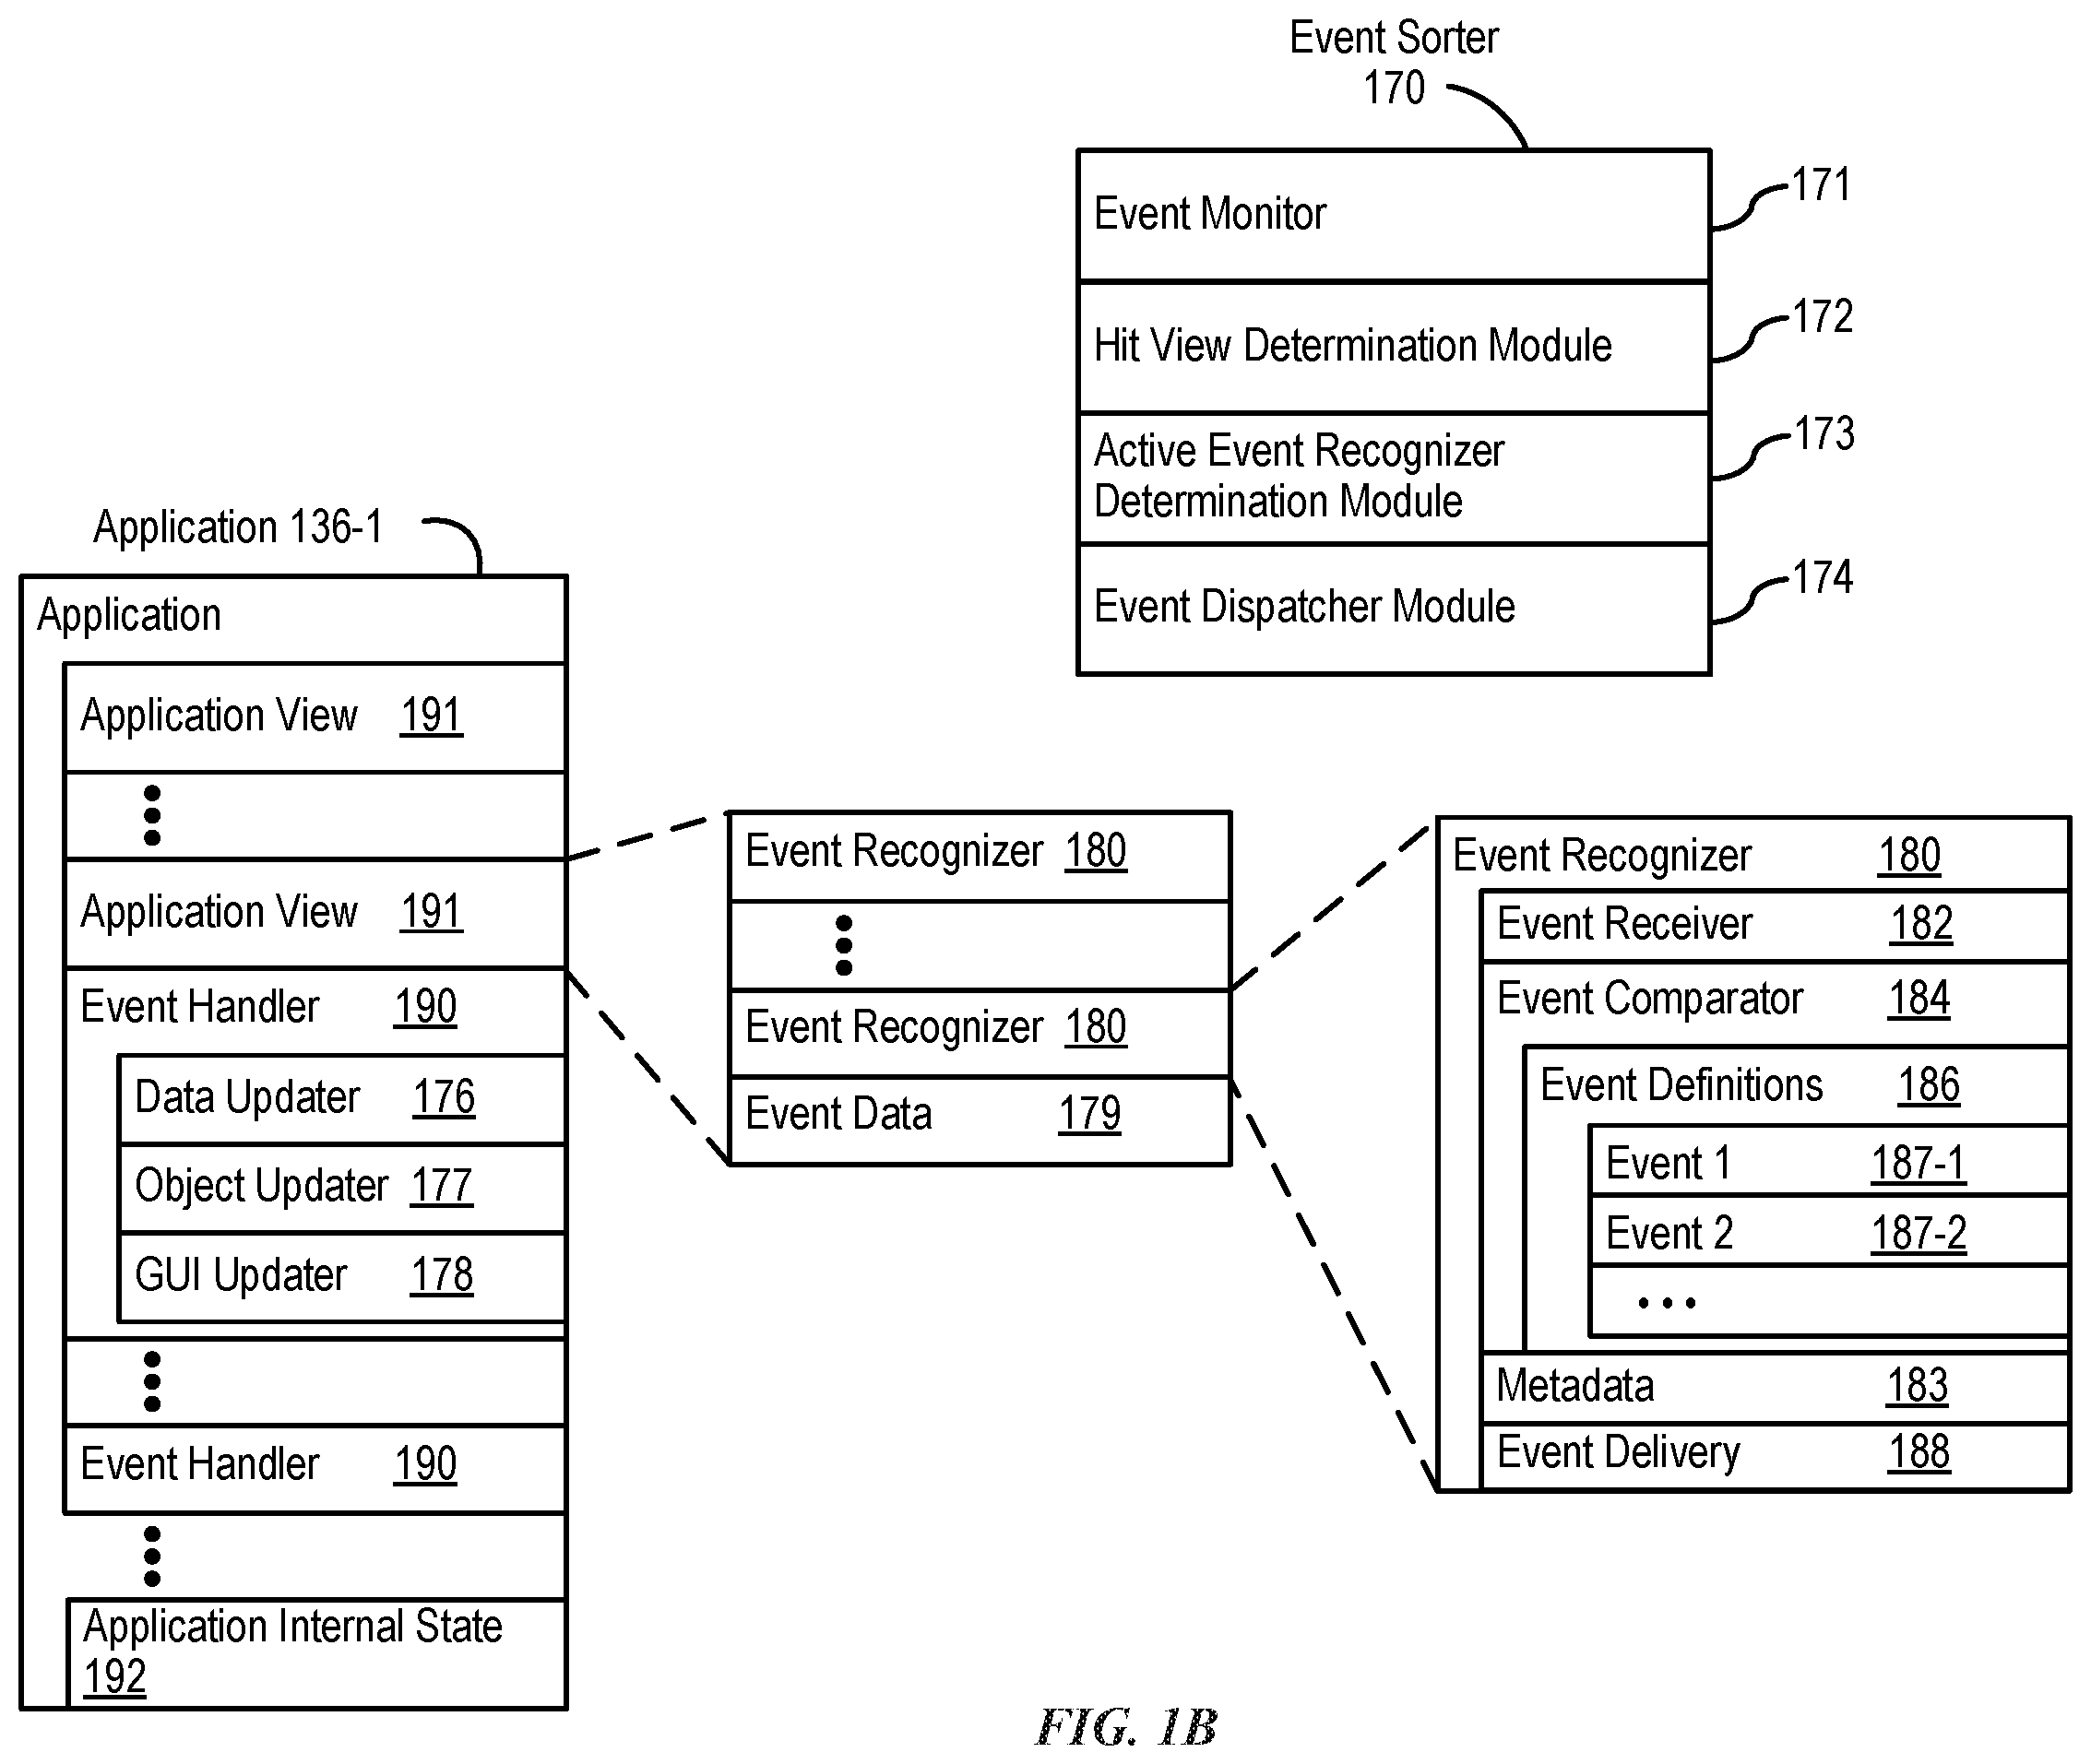 Event Sorter
170
Event Monitor
171
Hit View Determination Module
172
Active Event Recognizer
Determination Module
173
Event Dispatcher Module
174
Application 136-1
Application
Application View 191
Application View 191
Event Handler 190
Data Updater 176
Object Updater 177
GUI Updater 178
Event Handler 190
Application Internal State
192
Event Recognizer 180
Event Recognizer 180
Event Data 179
Event Recognizer 180
Event Receiver 182
Event Comparator 184
Event Definitions 186
Event 1 187-1
Event 2 187-2
• • •
Metadata 183
Event Delivery 188
FIG. 1B